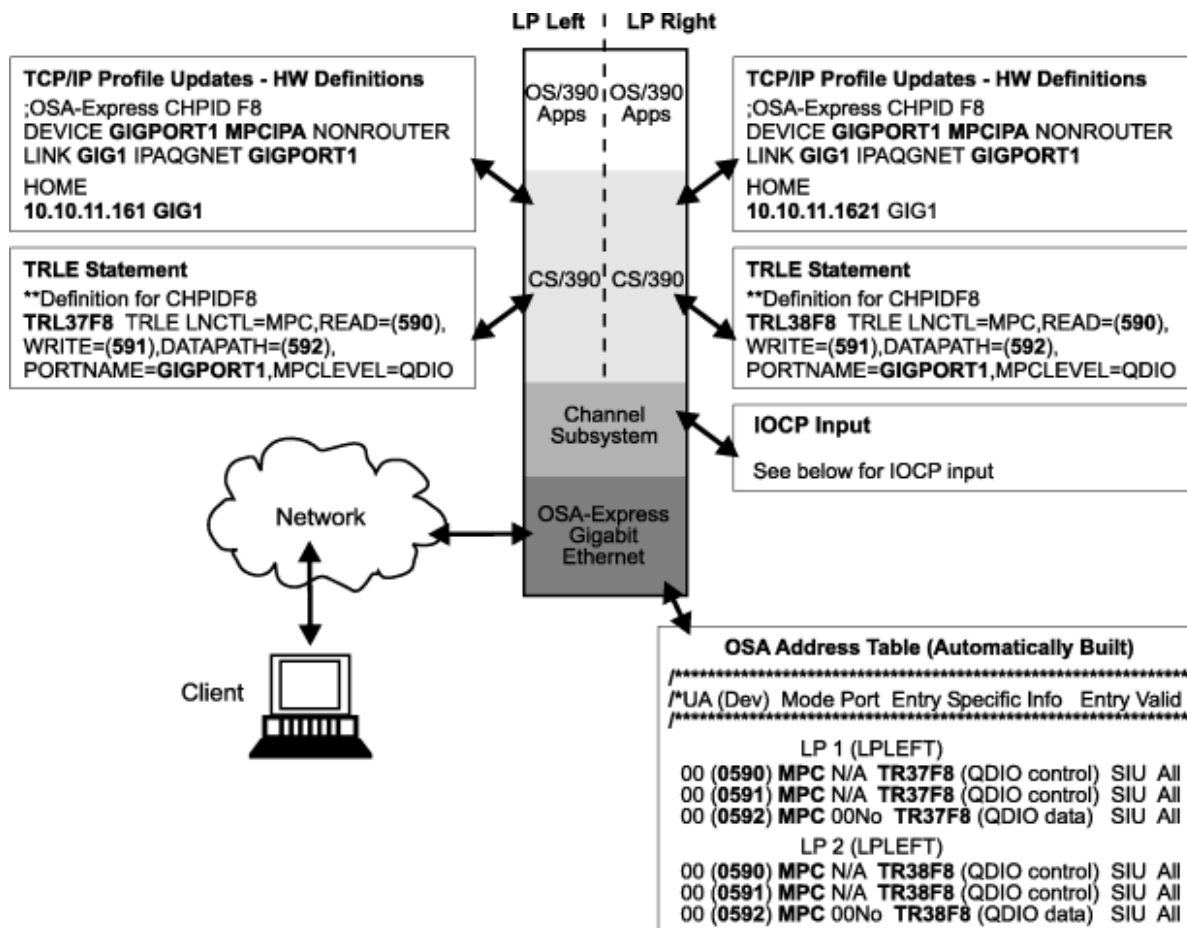 LP Left
LP Right
TCP/IP Profile Updates - HW Definitions
;OSA-Express CHPID F8
DEVICE GIGPORT1 MPCIPA NONROUTER
LINK GIG1 IPAQGNET GIGPORT1
HOME
10.10.11.161 GIG1
OS/390
Apps
OS/390
Apps
TCP/IP Profile Updates - HW Definitions
;OSA-Express CHPID F8
DEVICE GIGPORT1 MPCIPA NONROUTER
LINK GIG1 IPAQGNET GIGPORT1
HOME
10.10.11.1621 GIG1
TRLE Statement
**Definition for CHPIDF8
TRL37F8 TRLE LNCTL=MPC,READ=(590),
WRITE=(591),DATAPATH=(592),
PORTNAME=GIGPORT1,MPCLEVEL=QDIO
CS/390
CS/390
TRLE Statement
**Definition for CHPIDF8
TRL38F8 TRLE LNCTL=MPC,READ=(590),
WRITE=(591),DATAPATH=(592),
PORTNAME=GIGPORT1,MPCLEVEL=QDIO
Channel
Subsystem
IOCP Input
See below for IOCP input
Network
OSA-Express
Gigabit
Ethernet
Client
OSA Address Table (Automatically Built)
/****************************************************************
/*UA (Dev) Mode Port Entry Specific Info Entry Valid
/****************************************************************
LP 1 (LPLEFT)
00 (0590) MPC N/A TR37F8 (QDIO control) SIU All
00 (0591) MPC N/A TR37F8 (QDIO control) SIU All
00 (0592) MPC 00No TR37F8 (QDIO data) SIU All
LP 2 (LPLEFT)
00 (0590) MPC N/A TR38F8 (QDIO control) SIU All
00 (0591) MPC N/A TR38F8 (QDIO control) SIU All
00 (0592) MPC 00No TR38F8 (QDIO data) SIU All